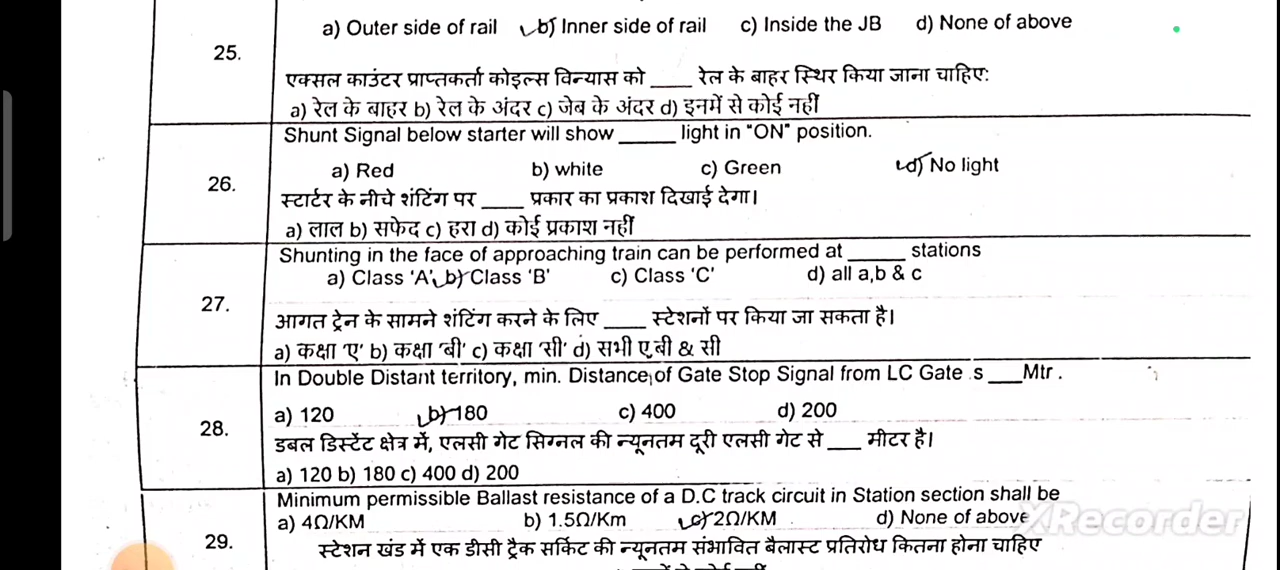 a) Outer side of rail b) Inner side of rail c) Inside the JB d) None of above
25.
एक्सल काउंटर प्राप्तकर्ता कोइल्स विन्यास को ____ रेल के बाहर स्थिर किया जाना चाहिए:
a) रेल के बाहर b) रेल के अंदर c) जेब के अंदर d) इनमें से कोई नहीं
Shunt Signal below starter will show ______ light in "ON" position.
a) Red b) white c) Green d) No light
26.
स्टार्टर के नीचे शंटिंग पर ____ प्रकार का प्रकाश दिखाई देगा।
a) लाल b) सफेद c) हरा d) कोई प्रकाश नहीं
Shunting in the face of approaching train can be performed at ______ stations
a) Class 'A' b) Class 'B' c) Class 'C' d) all a,b & c
27.
आगत ट्रेन के सामने शंटिंग करने के लिए ____ स्टेशनों पर किया जा सकता है।
a) कक्षा 'ए' b) कक्षा 'बी' c) कक्षा 'सी' d) सभी ए,बी & सी
In Double Distant territory, min. Distance of Gate Stop Signal from LC Gate s ___Mtr .
a) 120 b) 180 c) 400 d) 200
28.
डबल डिस्टेंट क्षेत्र में, एलसी गेट सिग्नल की न्यूनतम दूरी एलसी गेट से ____ मीटर है।
a) 120 b) 180 c) 400 d) 200
Minimum permissible Ballast resistance of a D.C track circuit in Station section shall be
a) 4Ω/KM b) 1.5Ω/Km c) 2Ω/KM d) None of above
XRecorder
29.
स्टेशन खंड में एक डीसी ट्रैक सर्किट की न्यूनतम संभावित बैलास्ट प्रतिरोध कितना होना चाहिए